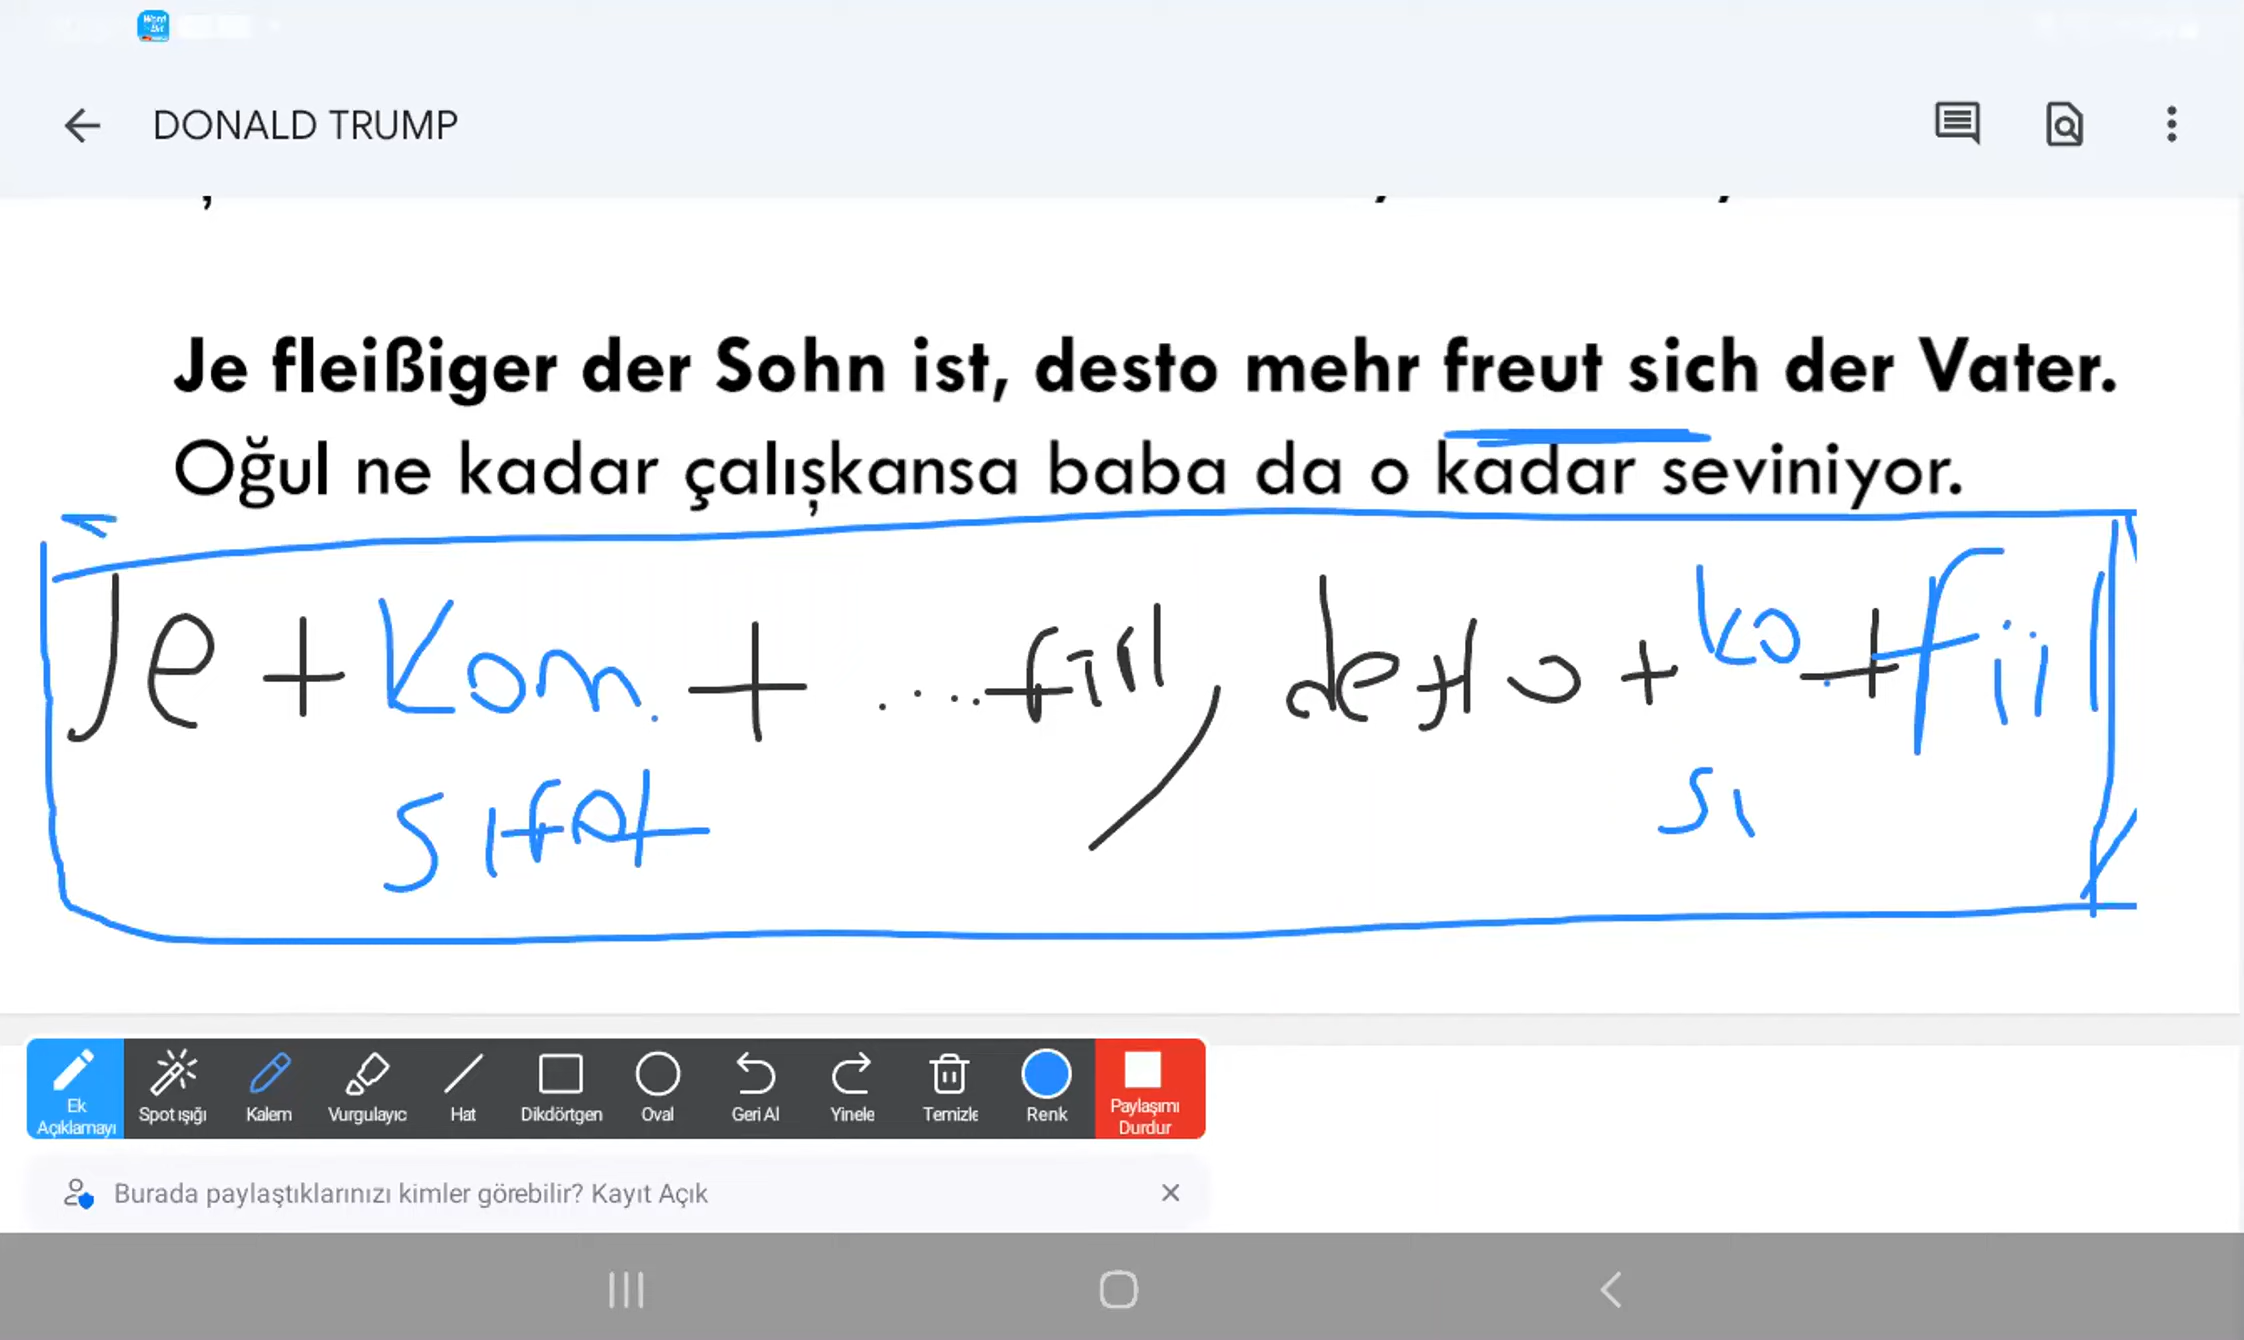 DONALD TRUMP
Je fleißiger der Sohn ist, desto mehr freut sich der Vater.
Oğul ne kadar çalışkansa baba da o kadar seviniyor.
Je + Kom. + ....fiil, desto + ko + fiil
sıfat sı
Ek Açıklamayı Spot ışığı Kalem Vurgulayıc Hat Dikdörtgen Oval Geri Al Yinele Temizle Renk Paylaşımı Durdur
Burada paylaştıklarınızı kimler görebilir? Kayıt Açık